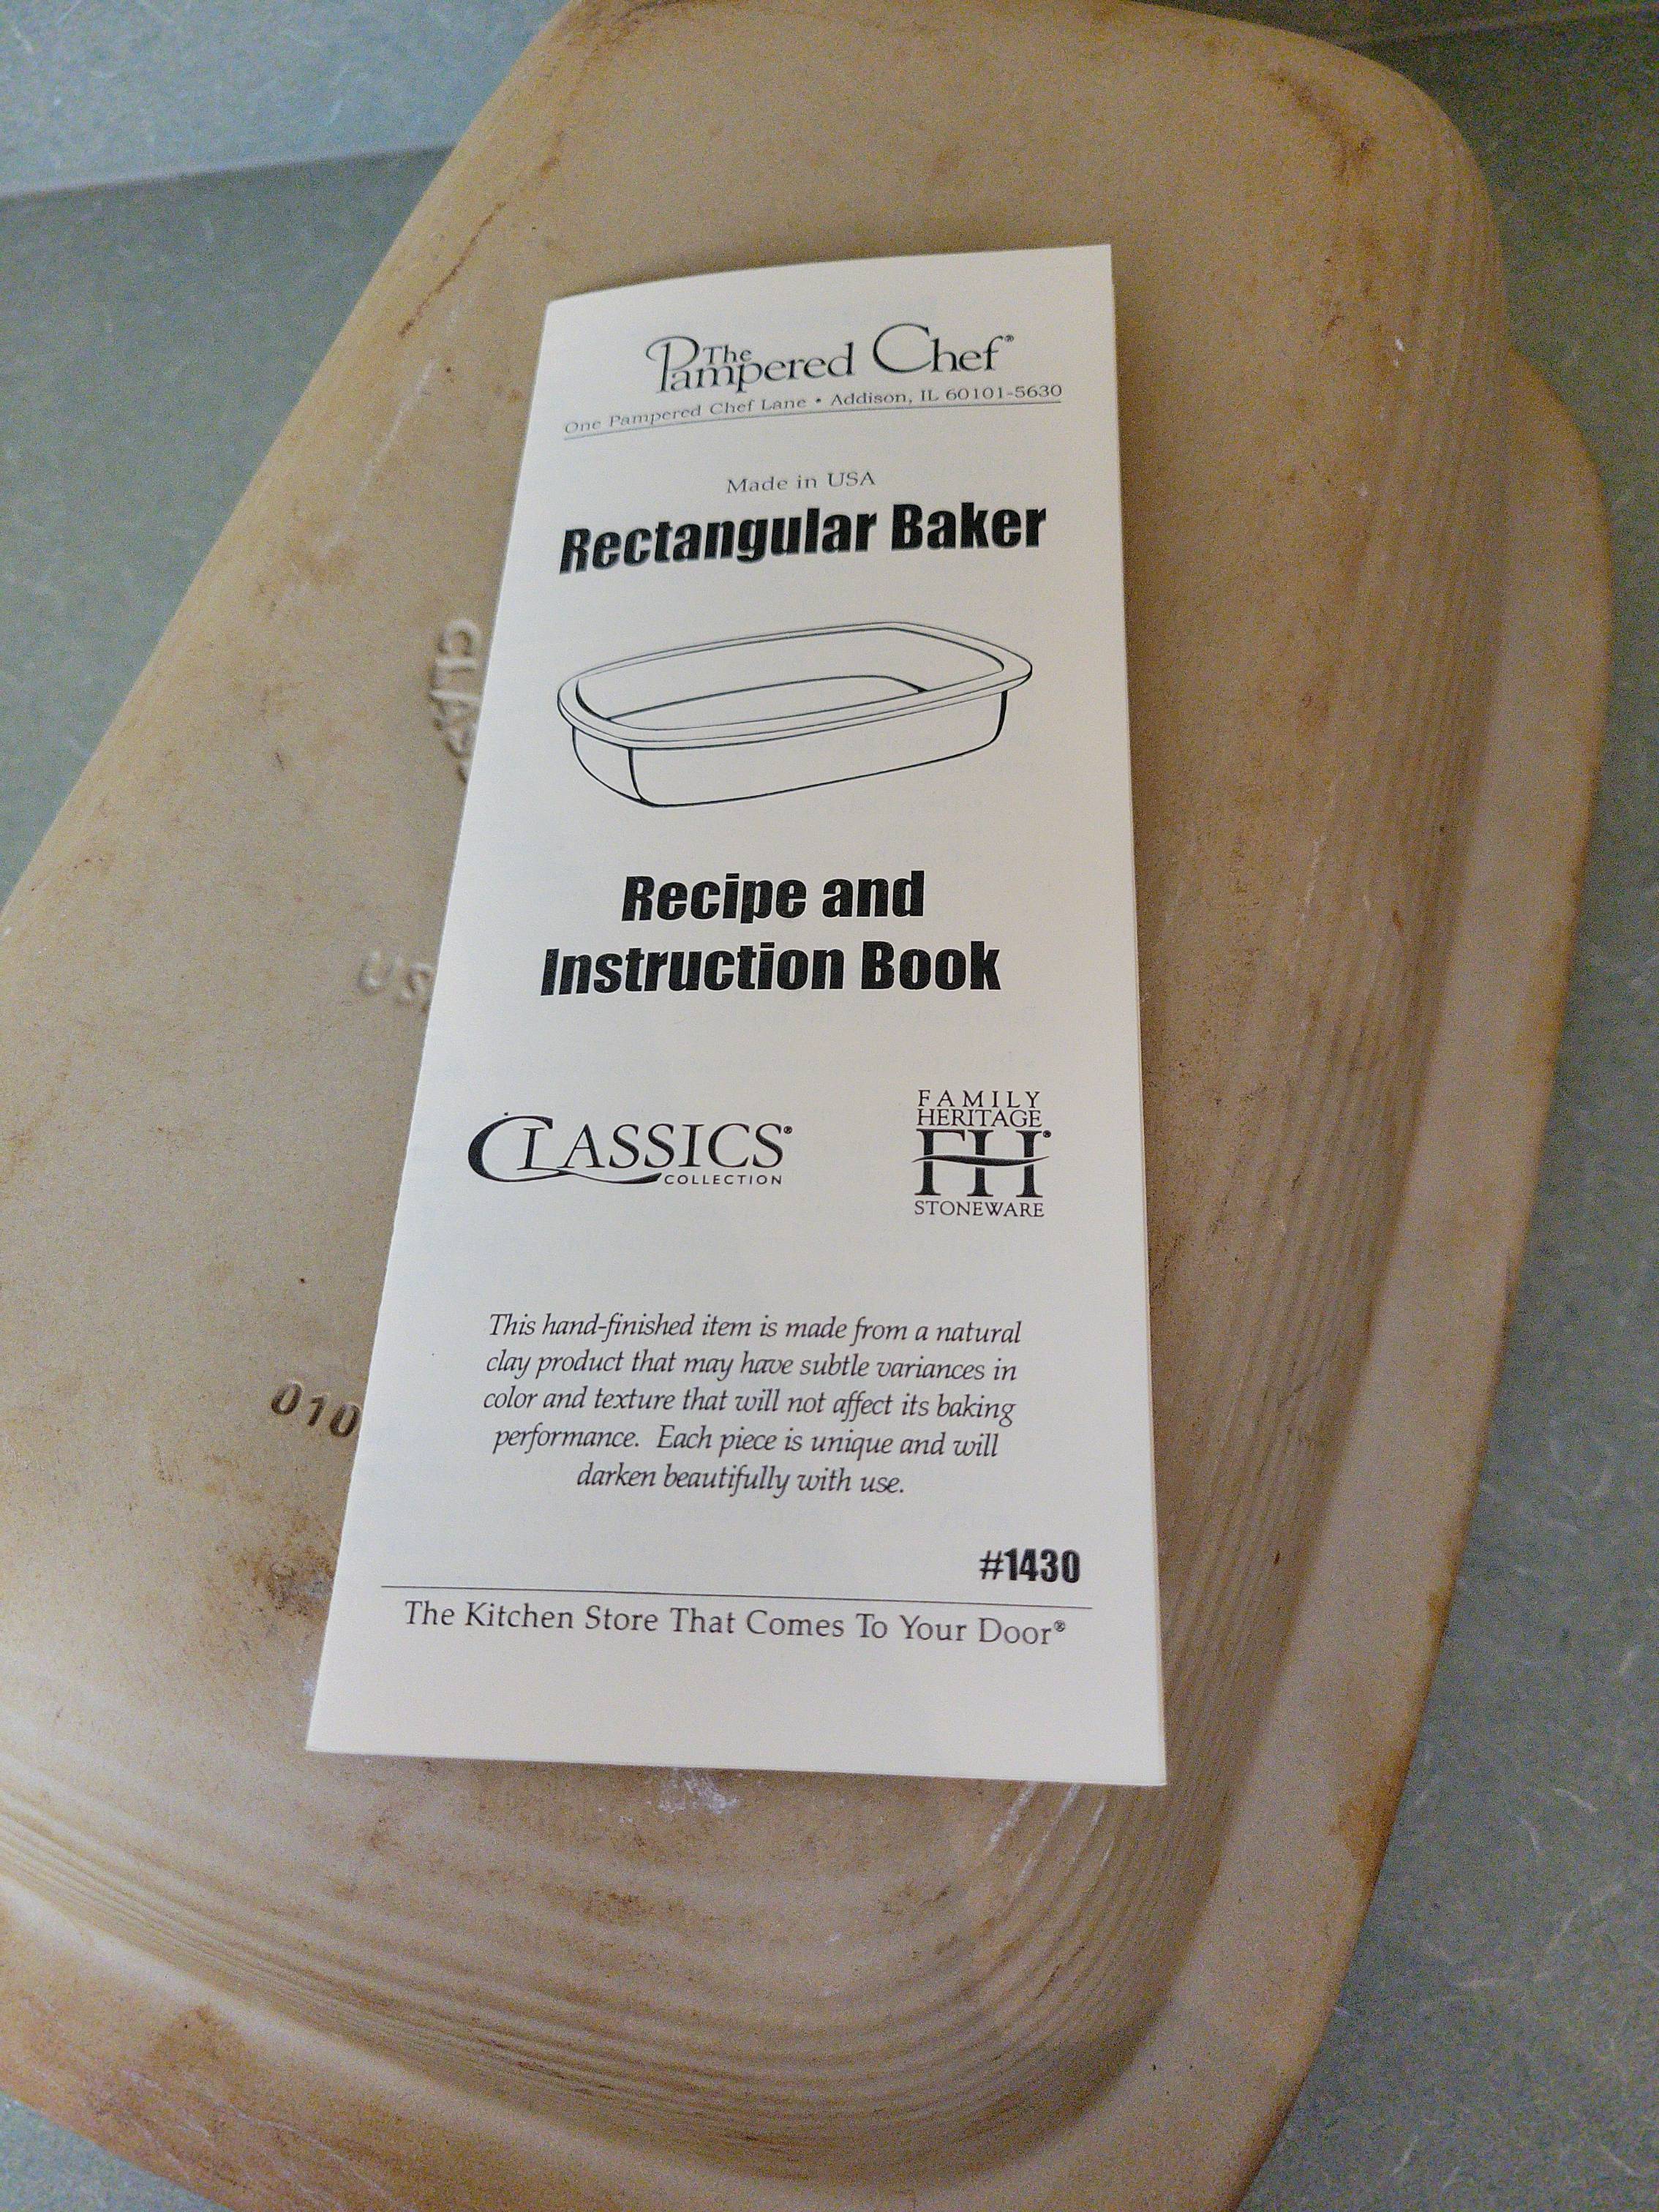 The
Pampered Chef®
One Pampered Chef Lane • Addison, IL 60101-5630
Made in USA
Rectangular Baker
Recipe and
Instruction Book
CLASSICS®
COLLECTION
FAMILY
HERITAGE
FH®
STONEWARE
This hand-finished item is made from a natural
clay product that may have subtle variances in
color and texture that will not affect its baking
performance. Each piece is unique and will
darken beautifully with use.
#1430
The Kitchen Store That Comes To Your Door®
CLAS
US
010